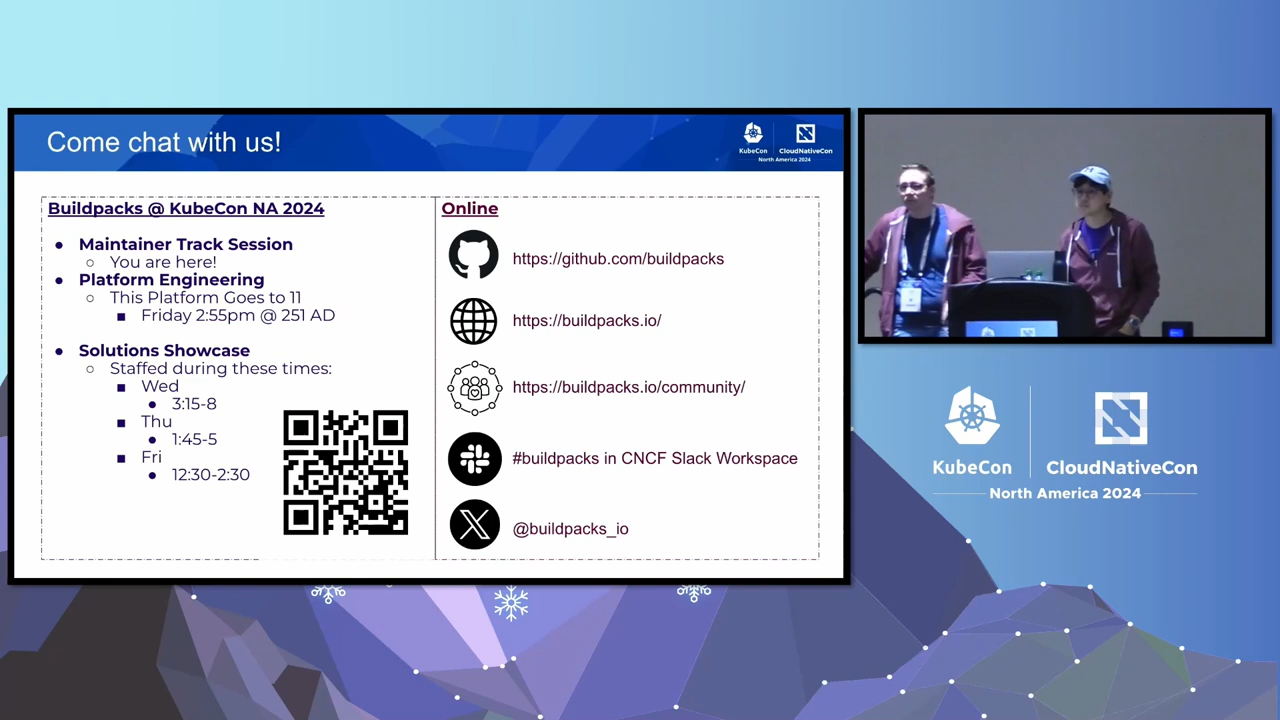 Come chat with us!
KubeCon
CloudNativeCon
North America 2024
Buildpacks @ KubeCon NA 2024
Maintainer Track Session
You are here!
Platform Engineering
This Platform Goes to 11
Friday 2:55pm @ 251 AD
Solutions Showcase
Staffed during these times:
Wed
3:15-8
Thu
1:45-5
Fri
12:30-2:30
Online
https://github.com/buildpacks
https://buildpacks.io/
https://buildpacks.io/community/
#buildpacks in CNCF Slack Workspace
@buildpacks_io
KubeCon
CloudNativeCon
North America 2024